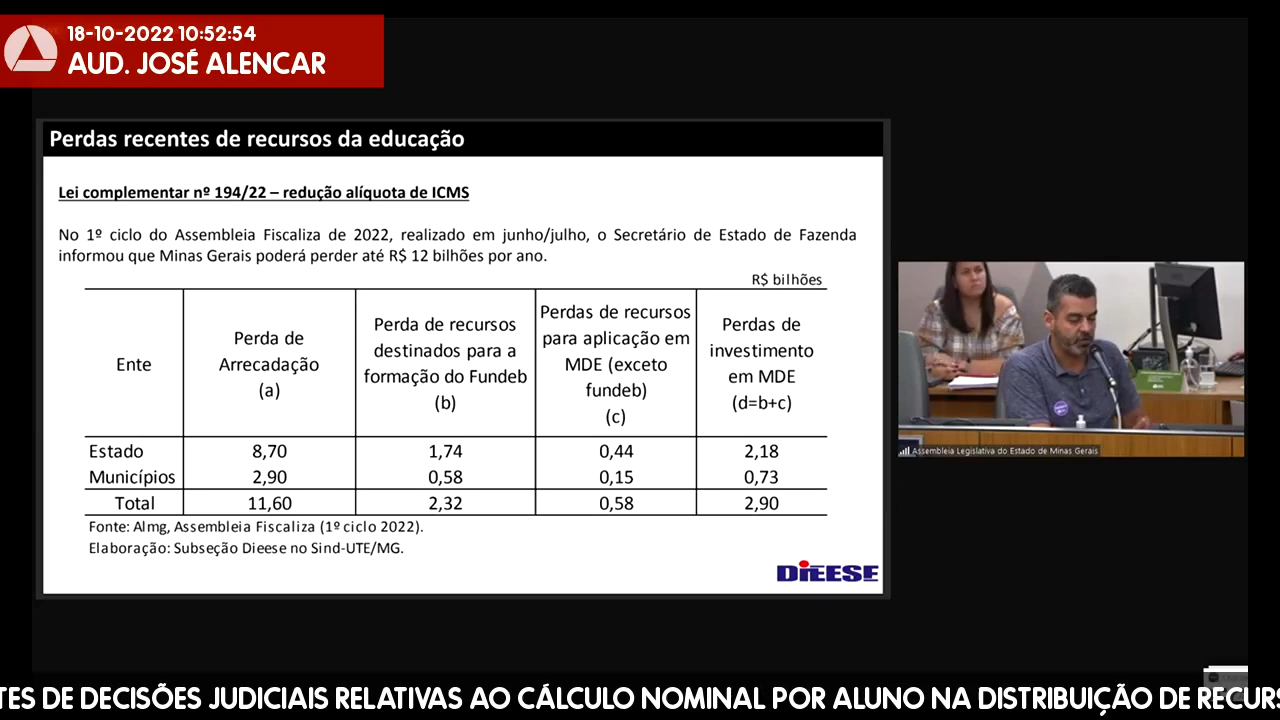 18-10-2022 10:52:54
AUD. JOSÉ ALENCAR
Perdas recentes de recursos da educação
Lei complementar nº 194/22 – redução alíquota de ICMS
No 1º ciclo do Assembleia Fiscaliza de 2022, realizado em junho/julho, o Secretário de Estado de Fazenda
informou que Minas Gerais poderá perder até R$ 12 bilhões por ano.
R$ bilhões
Ente
Perda de
Arrecadação
(a)
Perda de recursos
destinados para a
formação do Fundeb
(b)
Perdas de recursos
para aplicação em
MDE (exceto
fundeb)
(c)
Perdas de
investimento
em MDE
(d=b+c)
Estado 8,70 1,74 0,44 2,18
Municípios 2,90 0,58 0,15 0,73
Total 11,60 2,32 0,58 2,90
Fonte: Almg, Assembleia Fiscaliza (1º ciclo 2022).
Elaboração: Subseção Dieese no Sind-UTE/MG.
DIEESE
Assembleia Legislativa do Estado de Minas Gerais
TES DE DECISÕES JUDICIAIS RELATIVAS AO CÁLCULO NOMINAL POR ALUNO NA DISTRIBUIÇÃO DE RECURS